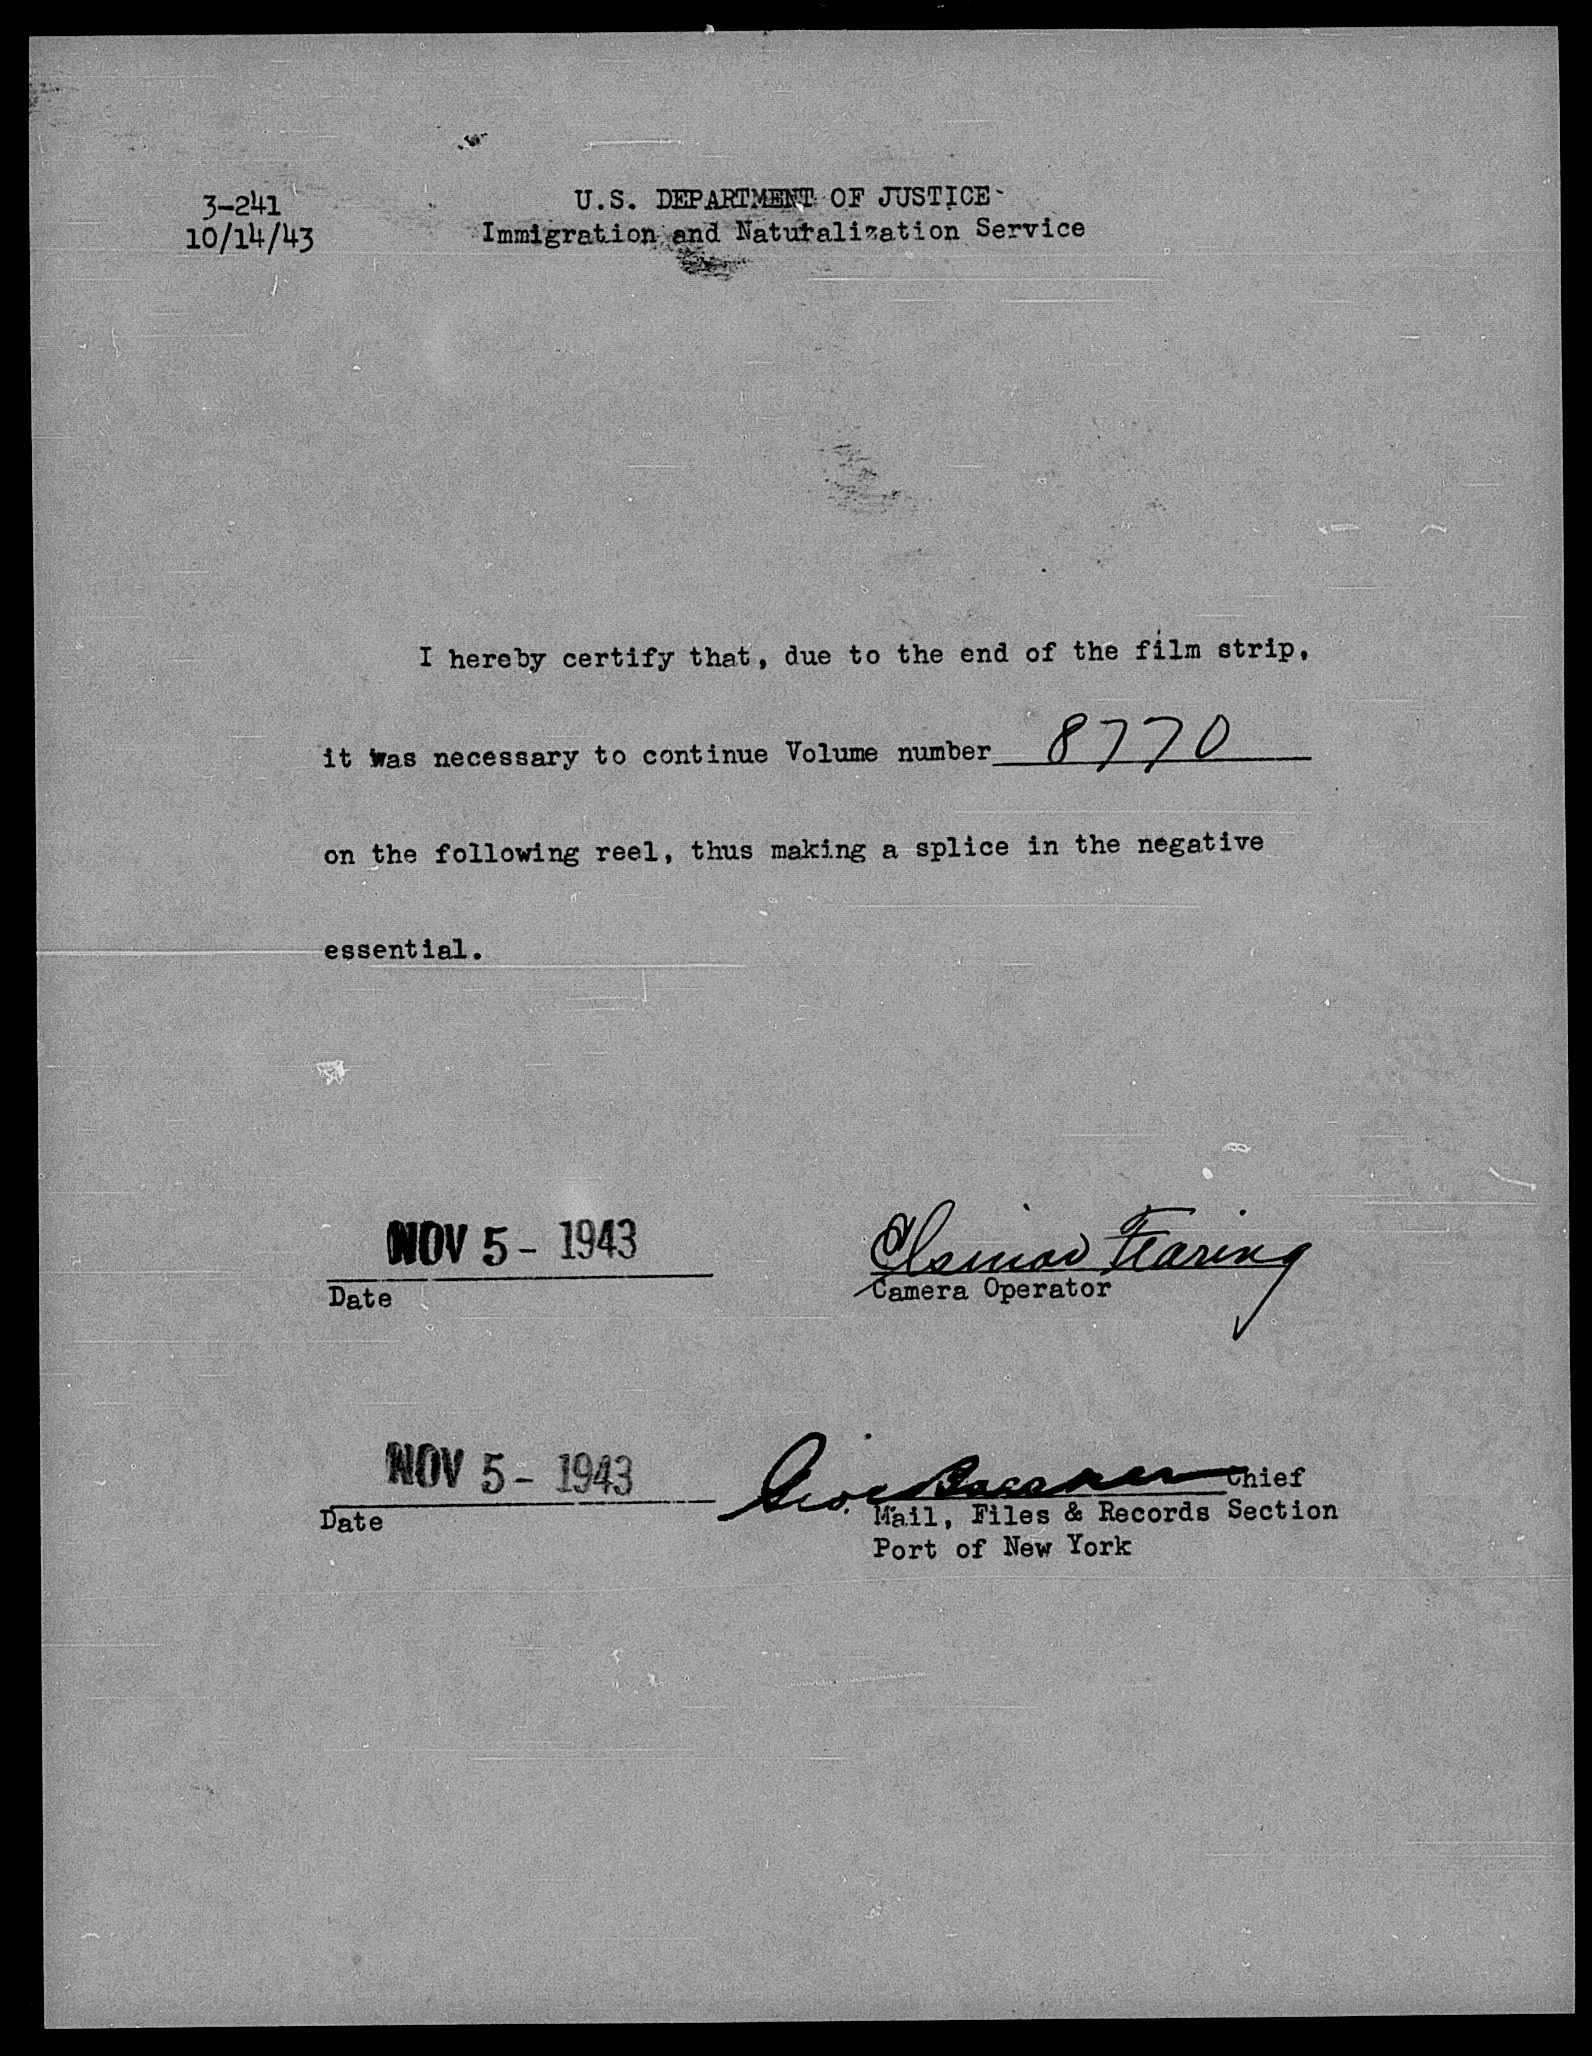 3-241
10/14/43
U.S. DEPARTMENT OF JUSTICE
Immigration and Naturalization Service
I hereby certify that, due to the end of the film strip,
it was necessary to continue Volume number 8770
on the following reel, thus making a splice in the negative
essential.
NOV 5 - 1943
Date
Elsinor Fearing
Camera Operator
NOV 5 - 1943
Date
Geo. Chief
Mail, Files & Records Section
Port of New York